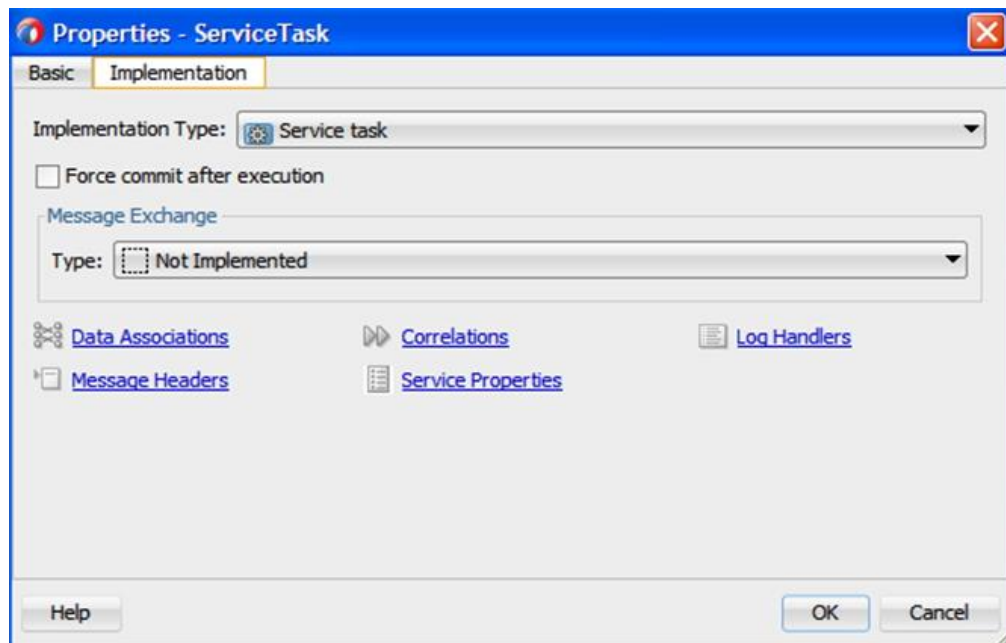 Properties - ServiceTask
Basic Implementation
Implementation Type: Service task
Force commit after execution
Message Exchange
Type: Not Implemented
Data Associations Correlations Log Handlers
Message Headers Service Properties
Help OK Cancel